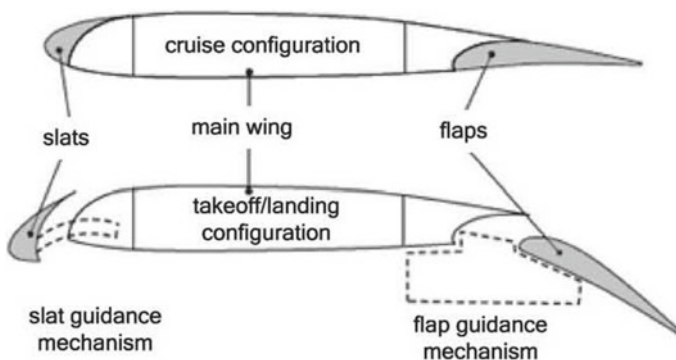 cruise configuration
slats
main wing
flaps
takeoff/landing
configuration
slat guidance
mechanism
flap guidance
mechanism